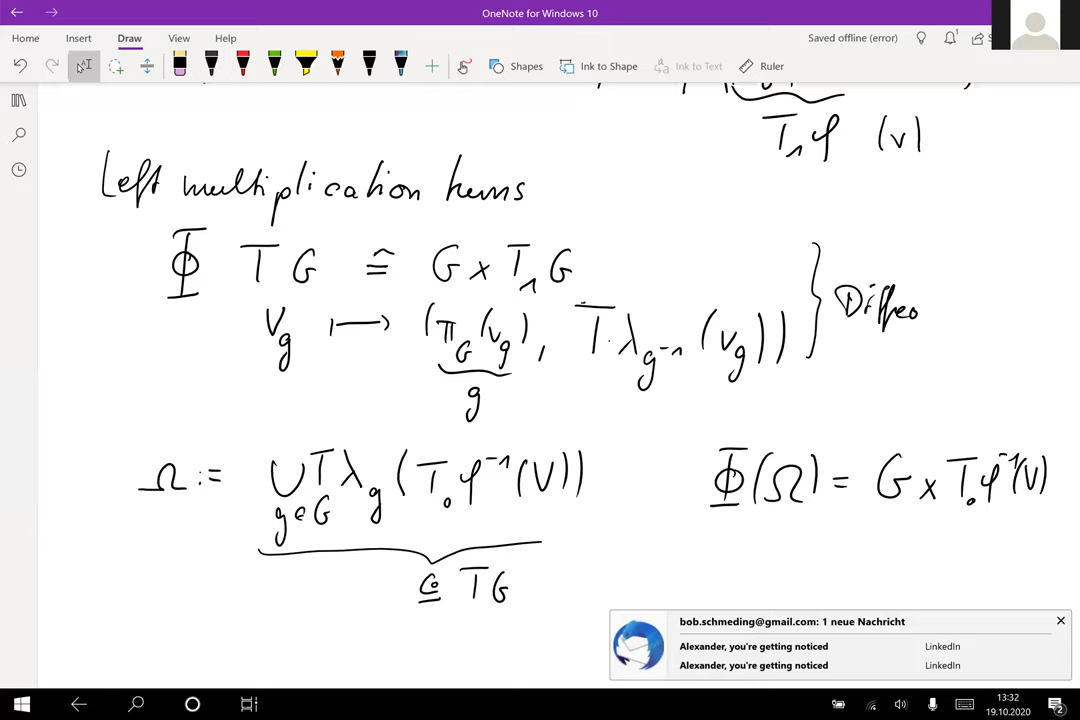 OneNote for Windows 10
Home Insert Draw View Help
Saved offline (error)
Shapes Ink to Shape Ink to Text Ruler
T₁φ (v)
Left multiplication turns
Φ TG ≅ G × T₁G
v_g ⟼ (π_G(v_g), Tλ_{g⁻¹}(v_g)) } Diffeo
g
Ω := ⋃_{g∈G} Tλ_g(T₀φ⁻¹(V)) Φ(Ω) = G × T₀φ⁻¹(V)
⊆ TG
bob.schmeding@gmail.com: 1 neue Nachricht
Alexander, you're getting noticed LinkedIn
Alexander, you're getting noticed LinkedIn
13:32
19.10.2020
2